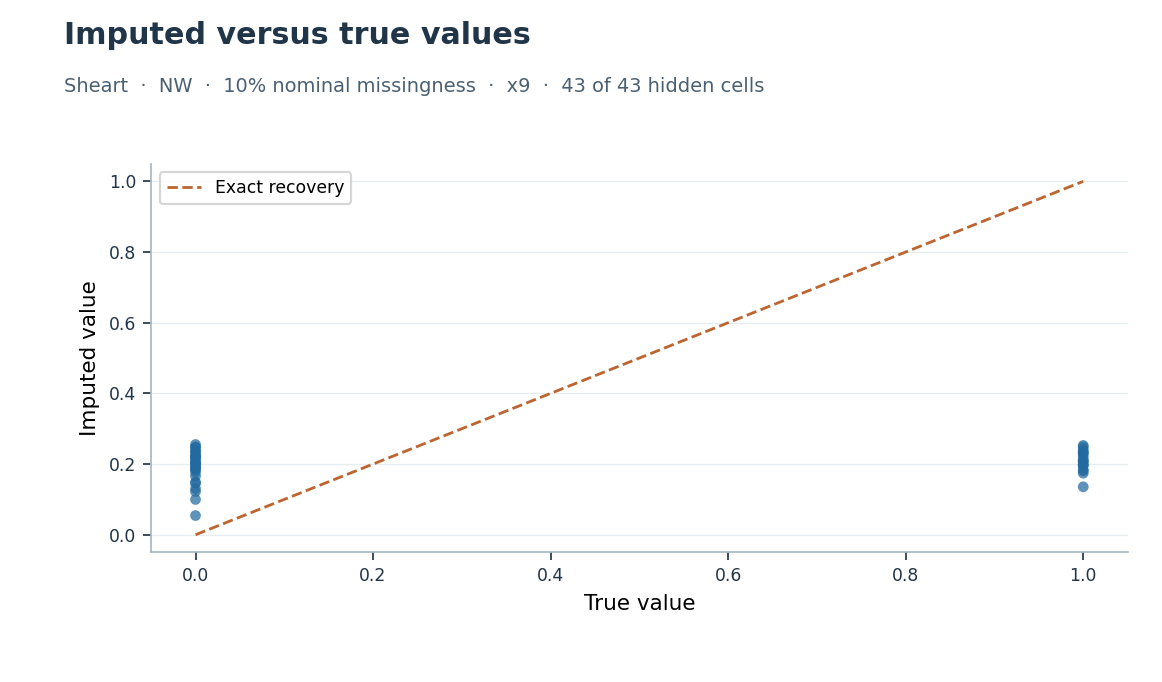 Imputed versus true values
Sheart · NW · 10% nominal missingness · x9 · 43 of 43 hidden cells
Exact recovery
1.0
0.8
0.6
0.4
0.2
0.0
Imputed value
0.0 0.2 0.4 0.6 0.8 1.0
True value